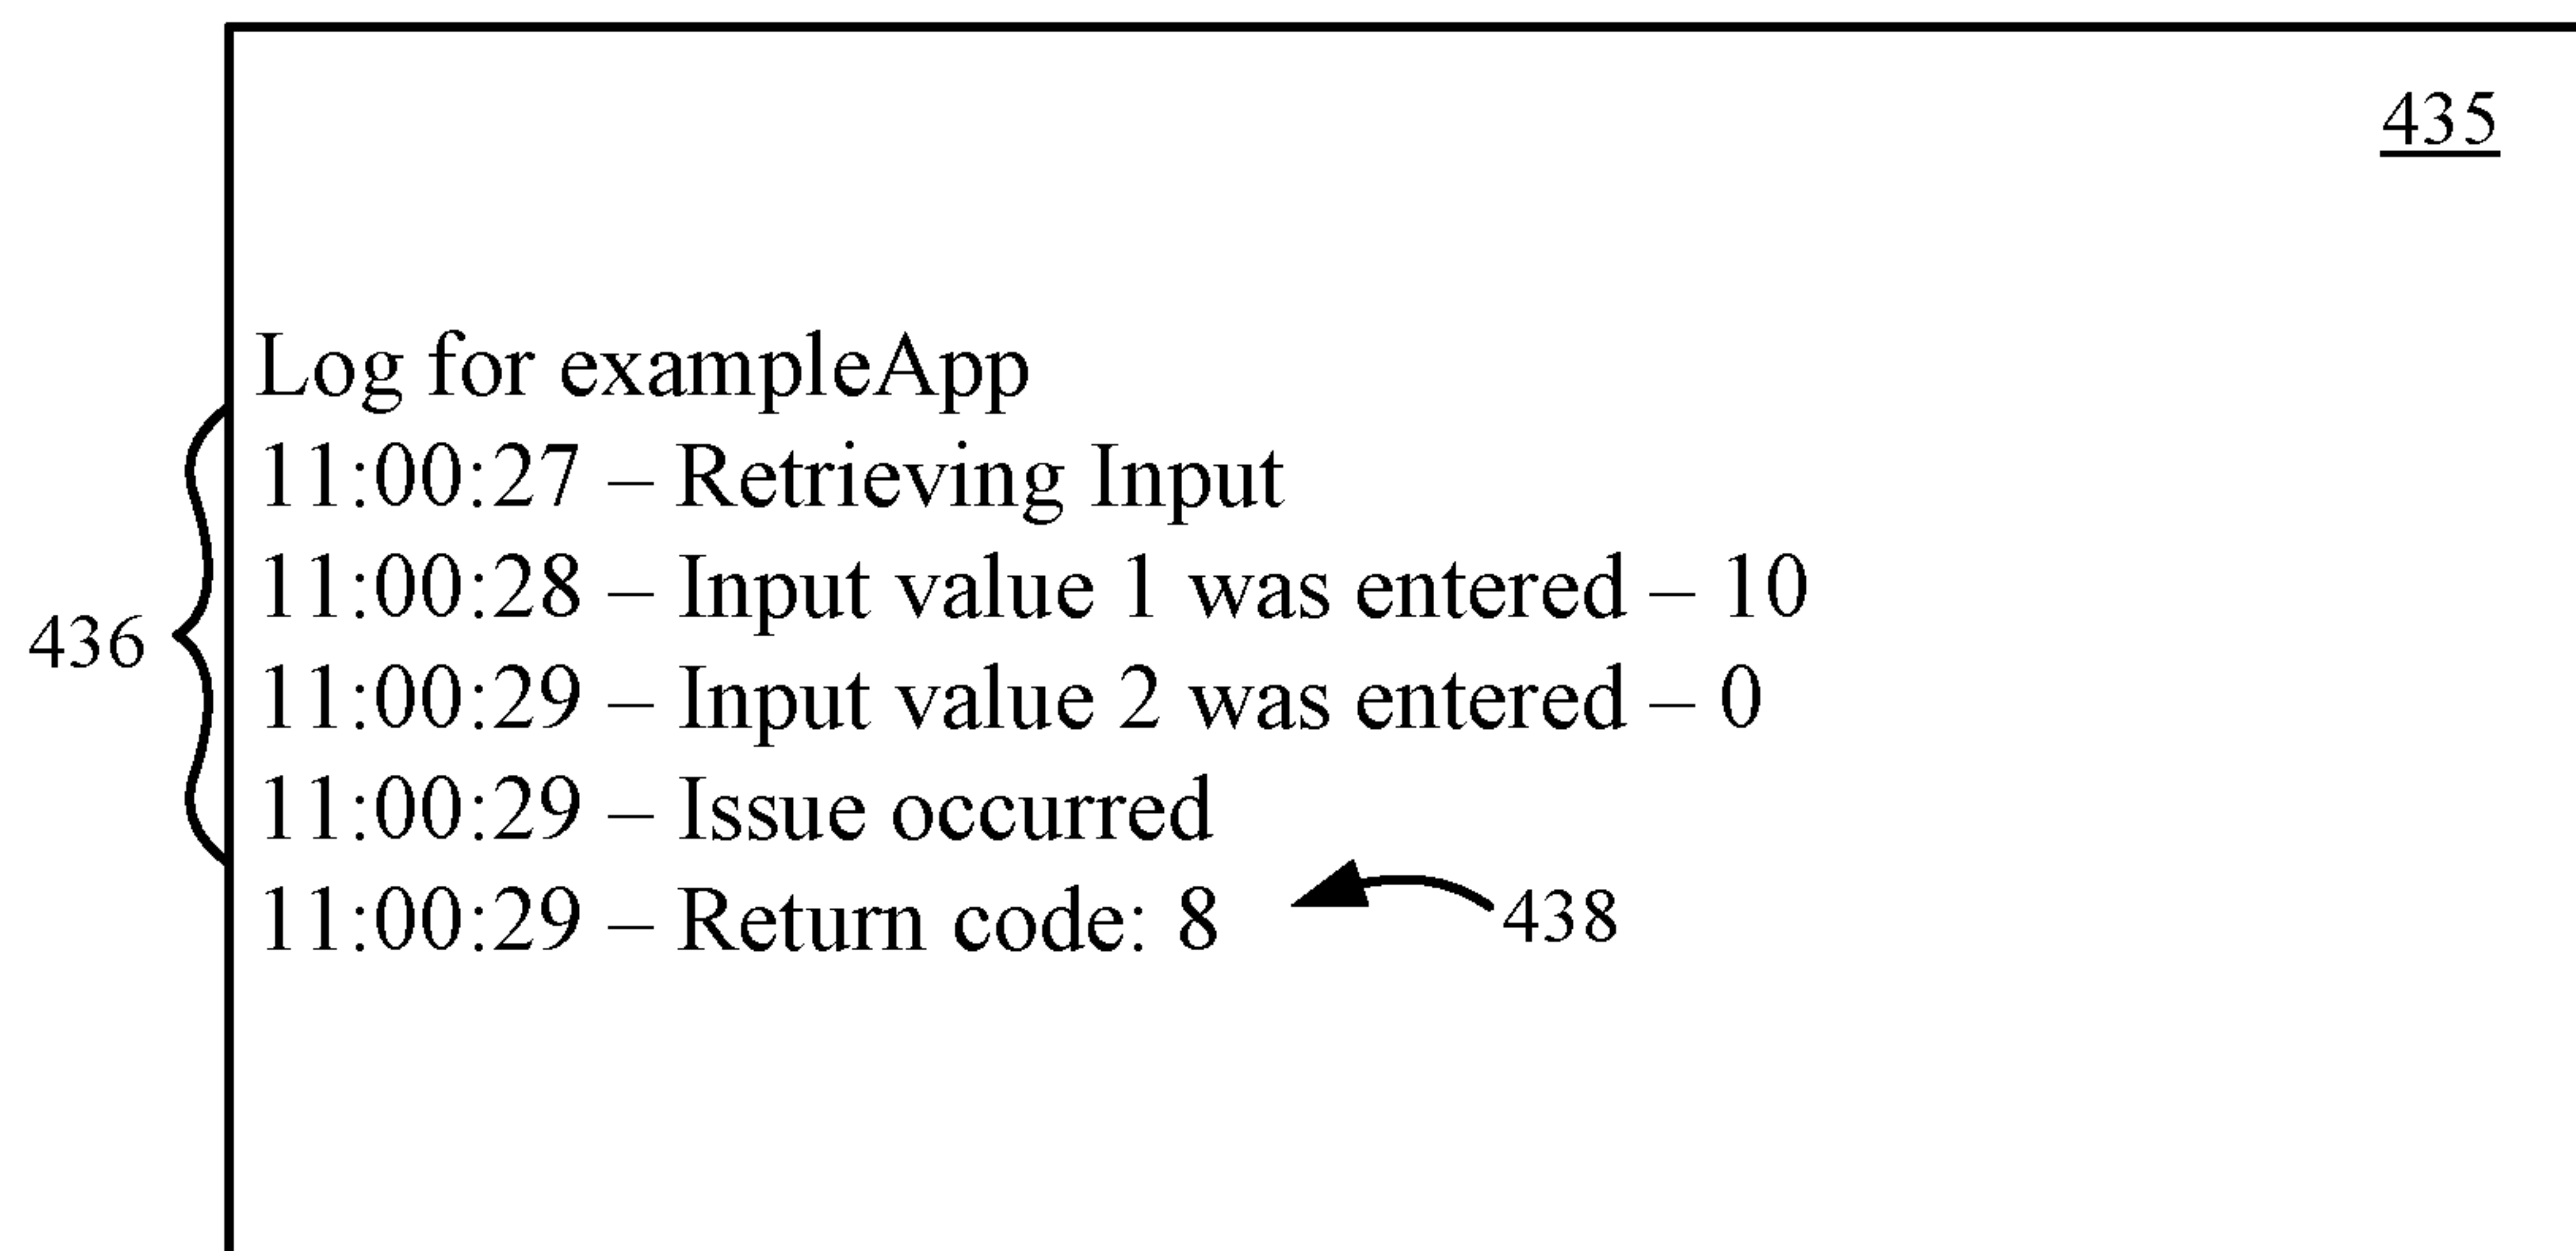 435
Log for exampleApp
11:00:27 – Retrieving Input
11:00:28 – Input value 1 was entered – 10
436
11:00:29 – Input value 2 was entered – 0
11:00:29 – Issue occurred
11:00:29 – Return code: 8
438